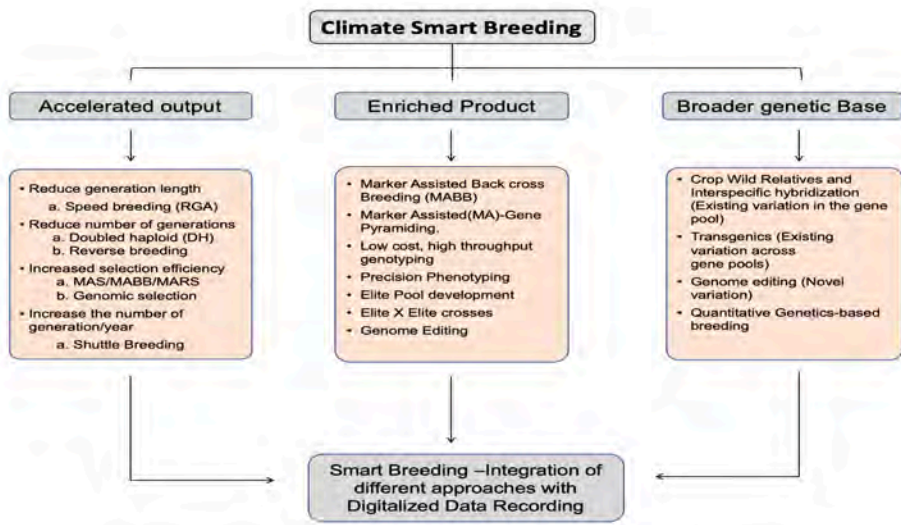 Climate Smart Breeding
Accelerated output
• Reduce generation length
a. Speed breeding (RGA)
• Reduce number of generations
a. Doubled haploid (DH)
b. Reverse breeding
• Increased selection efficiency
a. MAS/MABB/MARS
b. Genomic selection
• Increase the number of
generation/year
a. Shuttle Breeding
Enriched Product
• Marker Assisted Back cross
Breeding (MABB)
• Marker Assisted(MA)-Gene
Pyramiding.
• Low cost, high throughput
genotyping
• Precision Phenotyping
• Elite Pool development
• Elite X Elite crosses
• Genome Editing
Broader genetic Base
• Crop Wild Relatives and
Interspecific hybridization
(Existing variation in the gene
pool)
• Transgenics (Existing
variation across
gene pools)
• Genome editing (Novel
variation)
• Quantitative Genetics-based
breeding
Smart Breeding –Integration of
different approaches with
Digitalized Data Recording